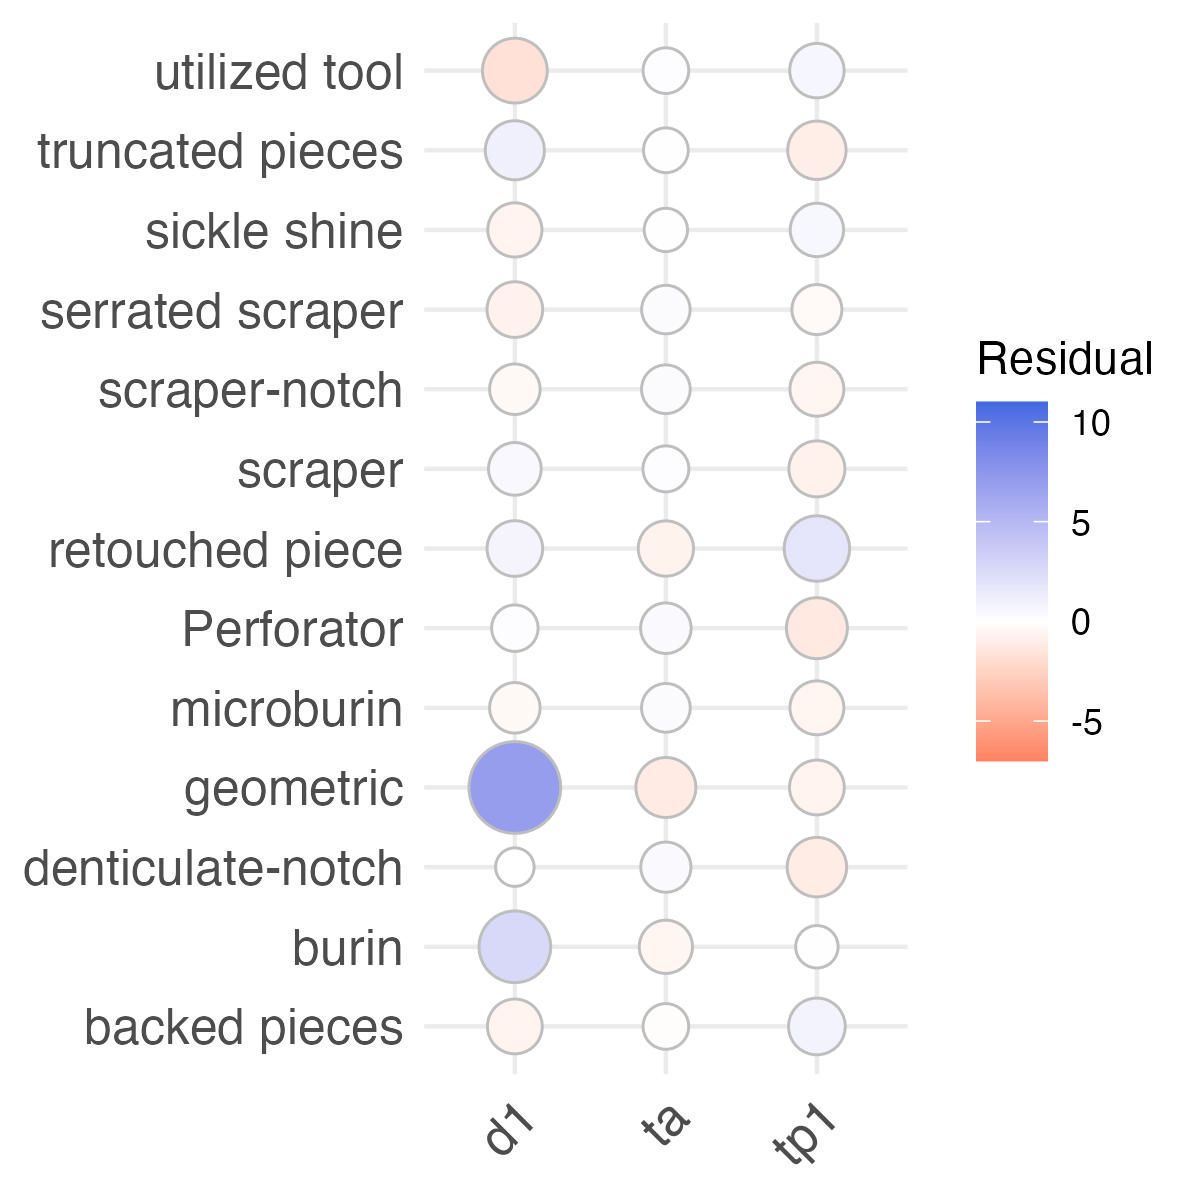 utilized tool
truncated pieces
sickle shine
serrated scraper
scraper-notch
scraper
retouched piece
Perforator
microburin
geometric
denticulate-notch
burin
backed pieces
d1
ta
tp1
Residual
10
5
0
-5